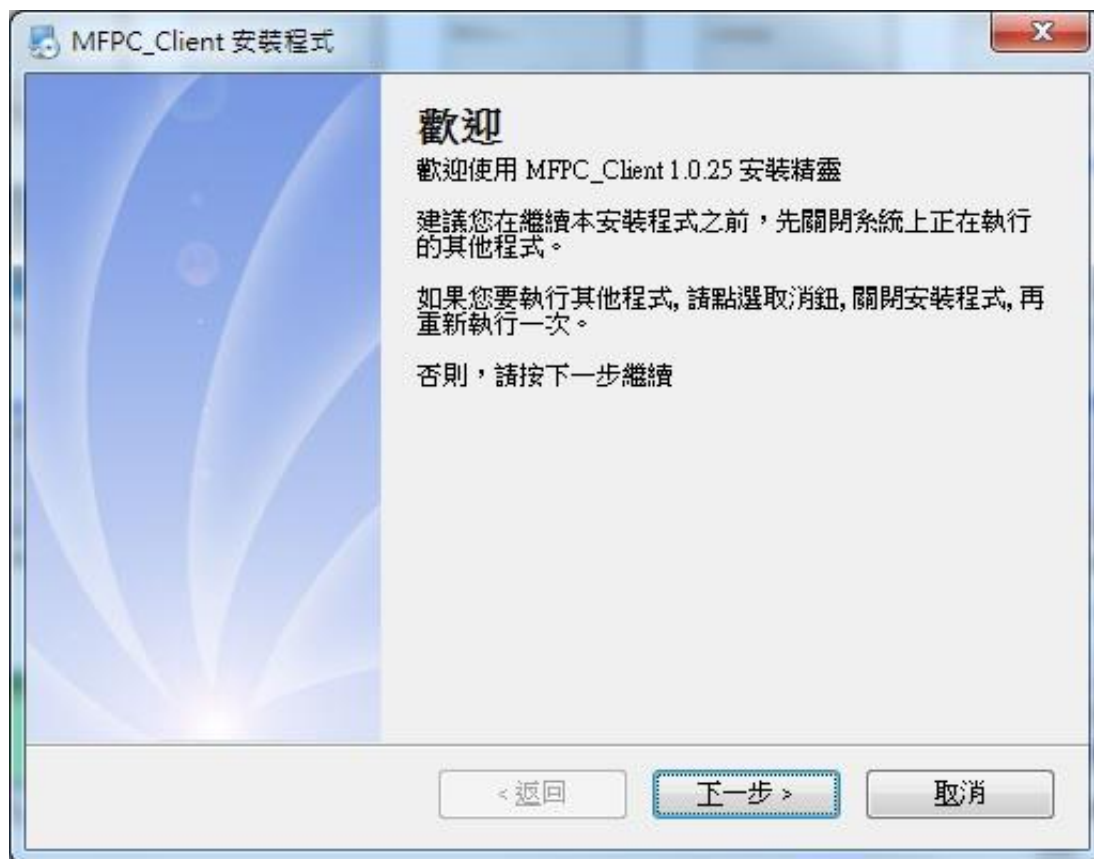 MFPC_Client 安裝程式
歡迎
歡迎使用 MFPC_Client 1.0.25 安裝精靈
建議您在繼續本安裝程式之前，先關閉系統上正在執行
的其他程式。
如果您要執行其他程式, 請點選取消鈕, 關閉安裝程式, 再
重新執行一次。
否則，請按下一步繼續
< 返回
下一步 >
取消